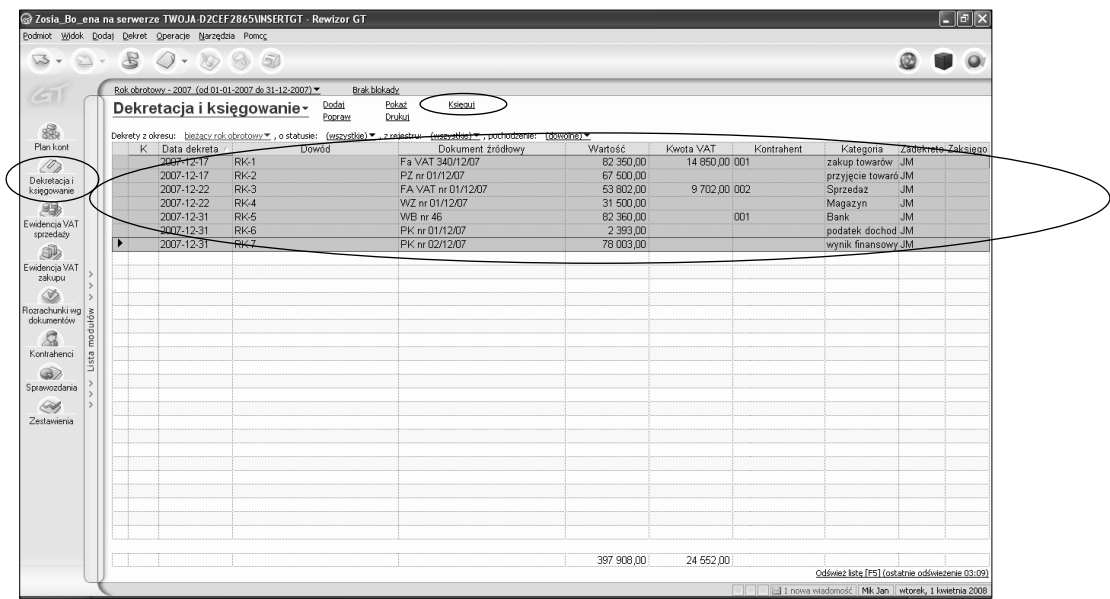 Zosia_Bo_ena na serwerze TWOJA-D2CEF2865\INSERTGT - Rewizor GT
Podmiot Widok Dodaj Dekret Operacje Narzędzia Pomoc
GT
Rok obrotowy - 2007 (od 01-01-2007 do 31-12-2007) Brak blokady
Dekretacja i księgowanie Dodaj Pokaż Księguj
Popraw Drukuj
Dekrety z okresu: bieżący rok obrotowy , o statusie: (wszystkie) , z rejestru: (wszystkie) , pochodzenie: (dowolne)
K Data dekreta Dowód Dokument źródłowy Wartość Kwota VAT Kontrahent Kategoria Zadekreto Zaksięgo
2007-12-17 RK-1 Fa VAT 340/12/07 82 350,00 14 850,00 001 zakup towarów JM
2007-12-17 RK-2 PZ nr 01/12/07 67 500,00 przyjęcie towaró JM
2007-12-22 RK-3 FA VAT nr 01/12/07 53 802,00 9 702,00 002 Sprzedaż JM
2007-12-22 RK-4 WZ nr 01/12/07 31 500,00 Magazyn JM
2007-12-31 RK-5 WB nr 46 82 360,00 001 Bank JM
2007-12-31 RK-6 PK nr 01/12/07 2 393,00 podatek dochod JM
2007-12-31 RK-7 PK nr 02/12/07 78 003,00 wynik finansowy JM
397 908,00 24 552,00
Plan kont
Dekretacja i
księgowanie
Ewidencja VAT
sprzedaży
Ewidencja VAT
zakupu
Rozrachunki wg
dokumentów
Kontrahenci
Sprawozdania
Zestawienia
Lista modułów
Odśwież listę [F5] (ostatnie odświeżenie 03:09)
1 nowa wiadomość Mik Jan wtorek, 1 kwietnia 2008